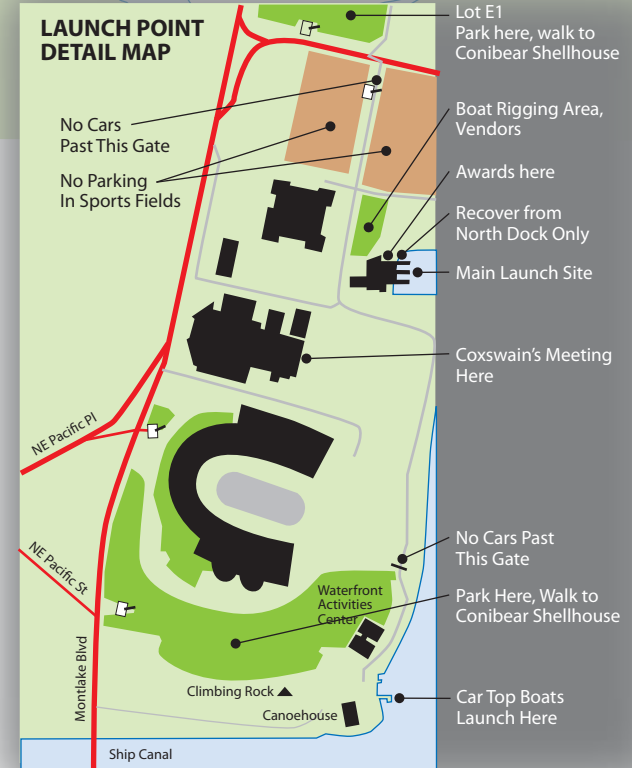 LAUNCH POINT
DETAIL MAP
Lot E1
Park here, walk to
Conibear Shellhouse
No Cars
Past This Gate
No Parking
In Sports Fields
Boat Rigging Area,
Vendors
Awards here
Recover from
North Dock Only
Main Launch Site
Coxswain’s Meeting
Here
NE Pacific Pl
NE Pacific St
Montlake Blvd
No Cars Past
This Gate
Waterfront
Activities
Center
Park Here, Walk to
Conibear Shellhouse
Climbing Rock
Canoehouse
Car Top Boats
Launch Here
Ship Canal